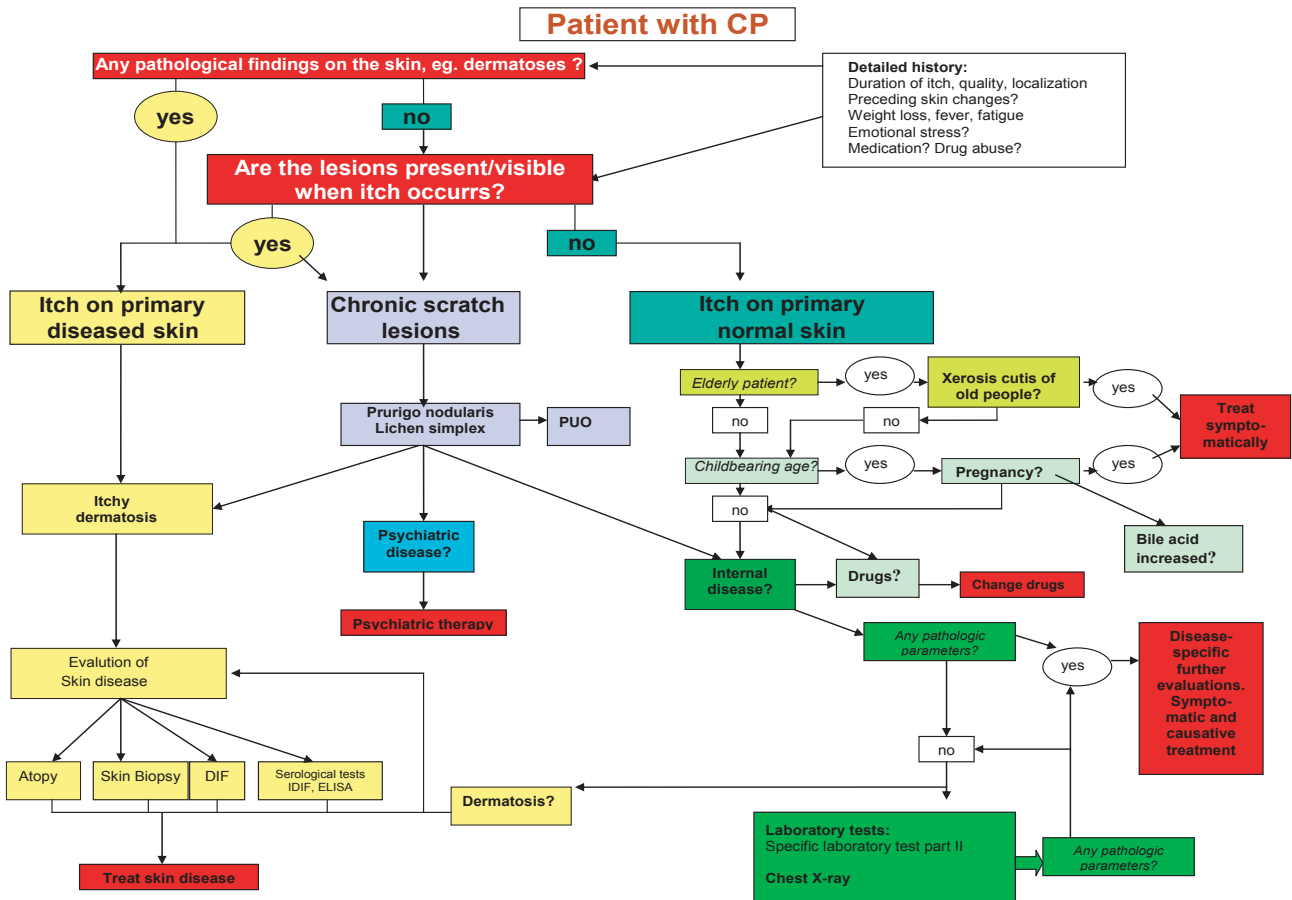 Patient with CP
Any pathological findings on the skin, eg. dermatoses ?
Detailed history:
Duration of itch, quality, localization
Preceding skin changes?
Weight loss, fever, fatigue
Emotional stress?
Medication? Drug abuse?
yes
no
Are the lesions present/visible
when itch occurrs?
yes
no
Itch on primary
diseased skin
Chronic scratch
lesions
Itch on primary
normal skin
Elderly patient?
yes
Xerosis cutis of
old people?
yes
Treat
sympto-
matically
no
no
Prurigo nodularis
Lichen simplex
PUO
Childbearing age?
yes
Pregnancy?
yes
Itchy
dermatosis
no
Psychiatric
disease?
Bile acid
increased?
Internal
disease?
Drugs?
Change drugs
Psychiatric therapy
Any pathologic
parameters?
yes
Disease-
specific
further
evaluations.
Sympto-
matic and
causative
treatment
Evalution of
Skin disease
no
Atopy
Skin Biopsy
DIF
Serological tests
IDIF, ELISA
Dermatosis?
Laboratory tests:
Specific laboratory test part II
Chest X-ray
Any pathologic
parameters?
Treat skin disease